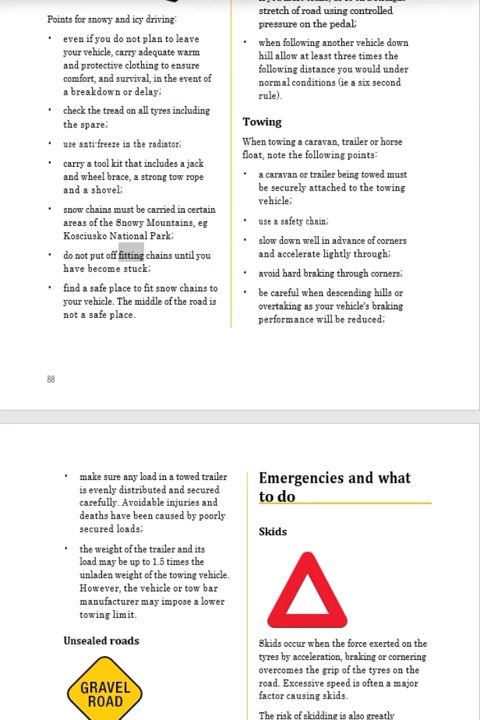 Points for snowy and icy driving:
• even if you do not plan to leave
your vehicle, carry adequate warm
and protective clothing to ensure
comfort, and survival, in the event of
a breakdown or delay;
• check the tread on all tyres including
the spare;
• use anti-freeze in the radiator;
• carry a tool kit that includes a jack
and wheel brace, a strong tow rope
and a shovel;
• snow chains must be carried in certain
areas of the Snowy Mountains, eg
Kosciusko National Park;
• do not put off fitting chains until you
have become stuck;
• find a safe place to fit snow chains to
your vehicle. The middle of the road is
not a safe place.
88
stretch of road using controlled
pressure on the pedal;
• when following another vehicle down
hill allow at least three times the
following distance you would under
normal conditions (ie a six second
rule).
Towing
When towing a caravan, trailer or horse
float, note the following points:
• a caravan or trailer being towed must
be securely attached to the towing
vehicle;
• use a safety chain;
• slow down well in advance of corners
and accelerate lightly through;
• avoid hard braking through corners;
• be careful when descending hills or
overtaking as your vehicle's braking
performance will be reduced;
• make sure any load in a towed trailer
is evenly distributed and secured
carefully. Avoidable injuries and
deaths have been caused by poorly
secured loads;
• the weight of the trailer and its
load may be up to 1.5 times the
unladen weight of the towing vehicle.
However, the vehicle or tow bar
manufacturer may impose a lower
towing limit.
Unsealed roads
GRAVEL
ROAD
Emergencies and what
to do
Skids
Skids occur when the force exerted on the
tyres by acceleration, braking or cornering
overcomes the grip of the tyres on the
road. Excessive speed is often a major
factor causing skids.
The risk of skidding is also greatly